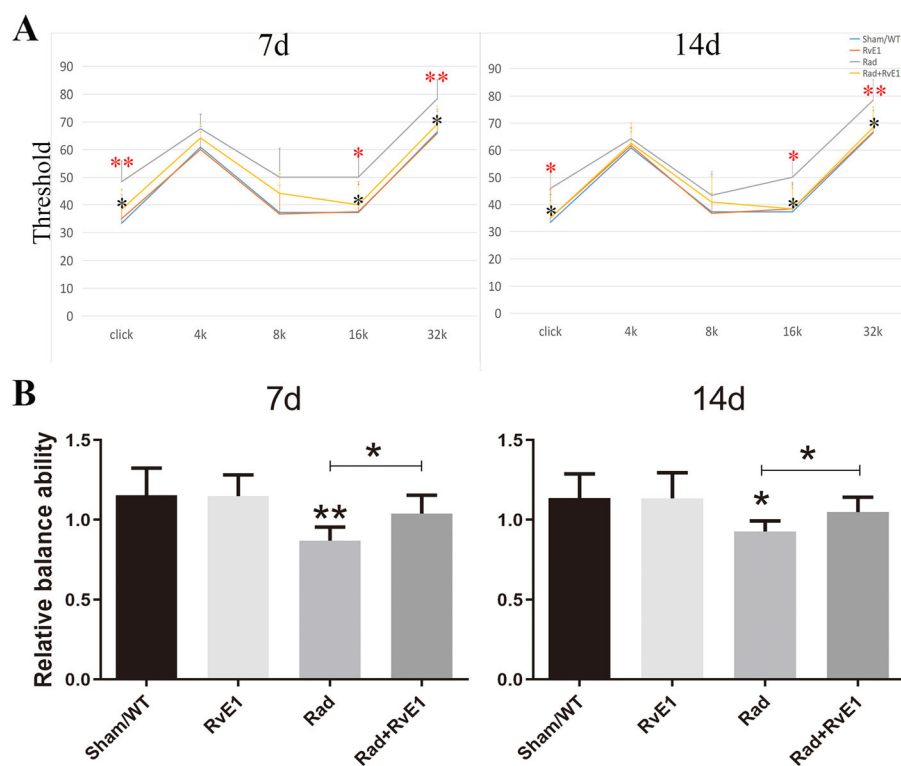 A
7d
14d
Sham/WT
RvE1
Rad
Rad+RvE1
Threshold
90
80
70
60
50
40
30
20
10
0
** * **
* * *
click 4k 8k 16k 32k
90
80
70
60
50
40
30
20
10
0
* * **
* * *
click 4k 8k 16k 32k
B
7d
Relative balance ability
1.5
1.0
0.5
0.0
**
*
Sham/WT RvE1 Rad Rad+RvE1
14d
1.5
1.0
0.5
0.0
*
*
Sham/WT RvE1 Rad Rad+RvE1